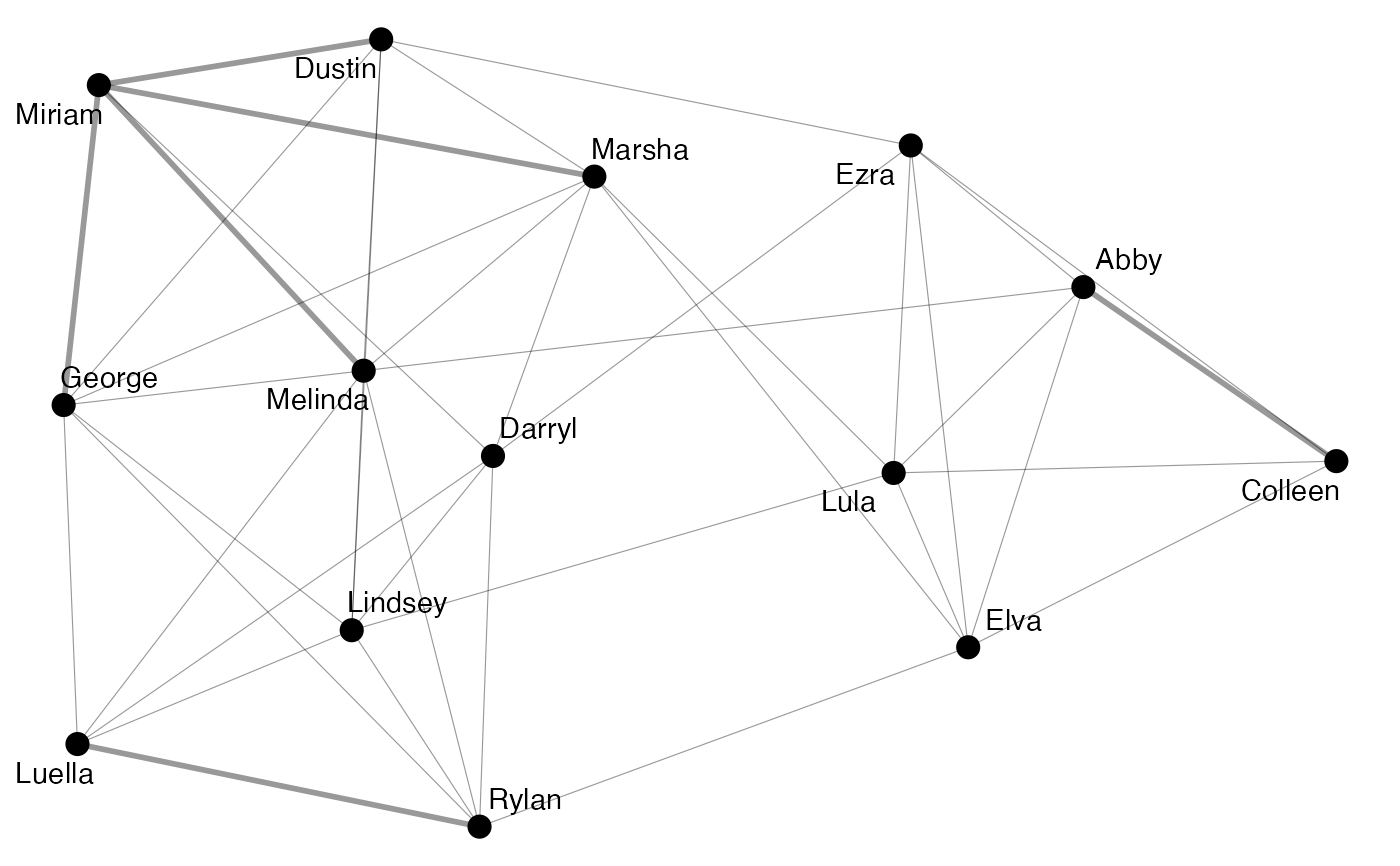 Dustin
Miriam
Marsha
Ezra
Abby
George
Melinda
Darryl
Lula
Colleen
Lindsey
Elva
Luella
Rylan